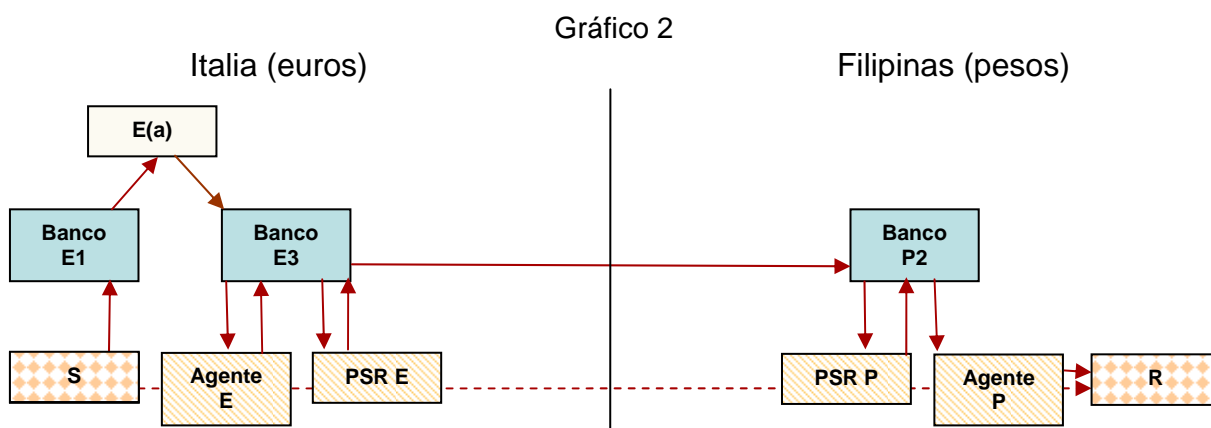 Gráfico 2
Italia (euros)
Filipinas (pesos)
E(a)
Banco
E1
Banco
E3
Banco
P2
S
Agente
E
PSR E
PSR P
Agente
P
R